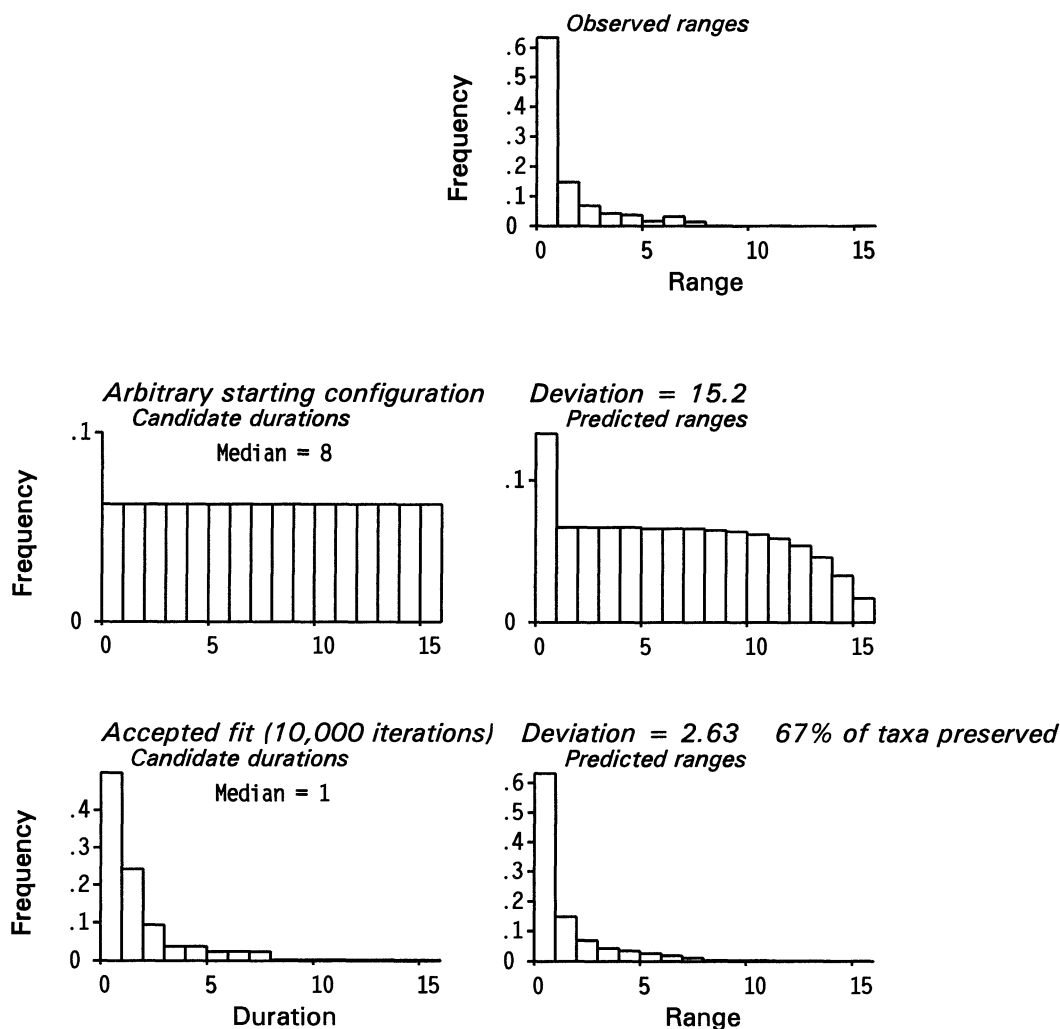 Observed ranges
.6
.5
.4
.3
.2
.1
0
Frequency
0 5 10 15
Range
Arbitrary starting configuration
Candidate durations
Median = 8
.1
0
Frequency
0 5 10 15
Deviation = 15.2
Predicted ranges
.1
0
0 5 10 15
Accepted fit (10,000 iterations)
Candidate durations
Median = 1
.4
.3
.2
.1
0
Frequency
0 5 10 15
Duration
Deviation = 2.63 67% of taxa preserved
Predicted ranges
.6
.5
.4
.3
.2
.1
0
0 5 10 15
Range